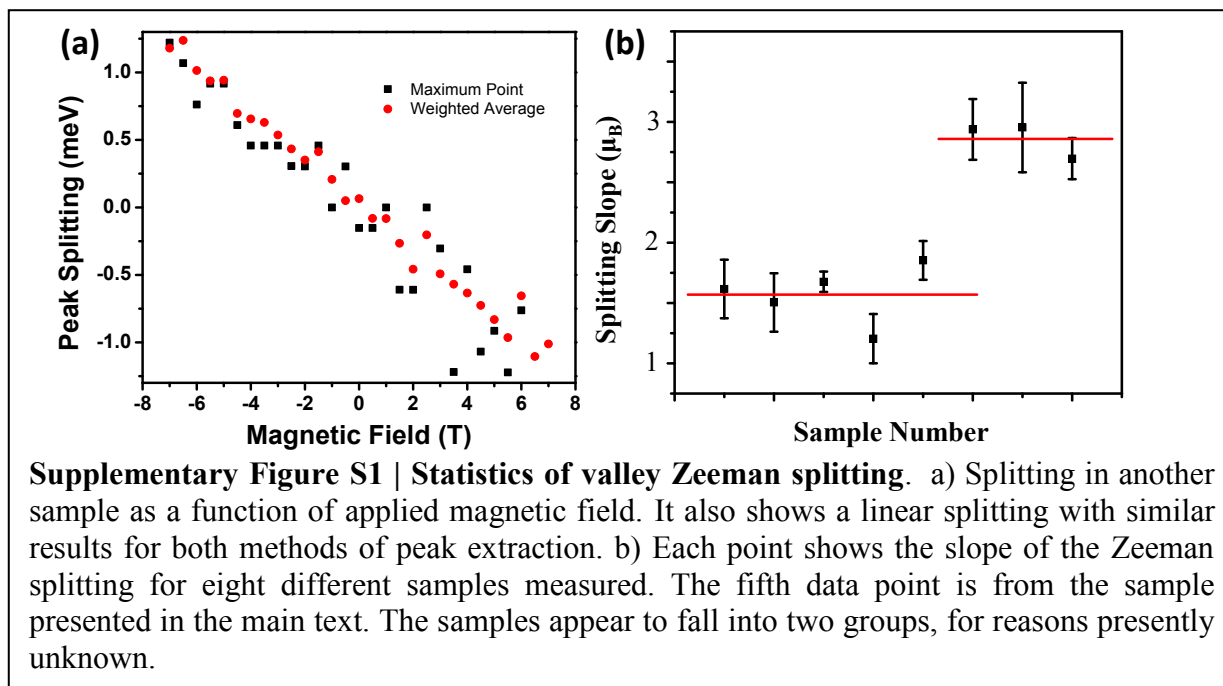 (a)
1.0
0.5
0.0
-0.5
-1.0
Peak Splitting (meV)
Maximum Point
Weighted Average
-8 -6 -4 -2 0 2 4 6 8
Magnetic Field (T)
(b)
3
2
1
Splitting Slope (μB)
Sample Number
Supplementary Figure S1 | Statistics of valley Zeeman splitting. a) Splitting in another
sample as a function of applied magnetic field. It also shows a linear splitting with similar
results for both methods of peak extraction. b) Each point shows the slope of the Zeeman
splitting for eight different samples measured. The fifth data point is from the sample
presented in the main text. The samples appear to fall into two groups, for reasons presently
unknown.